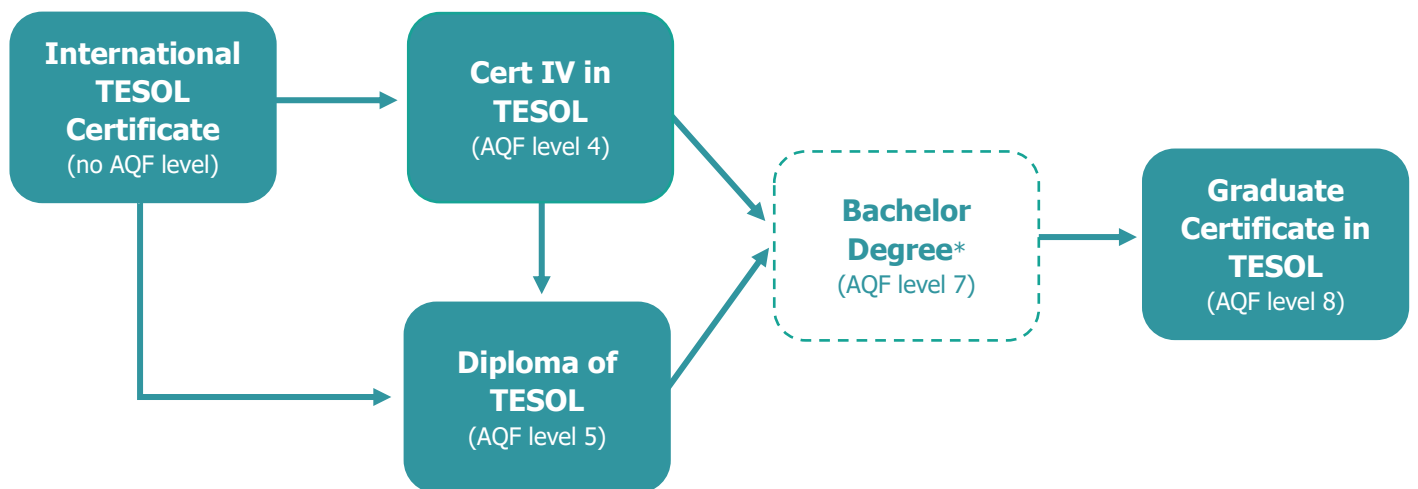 International
TESOL
Certificate
(no AQF level)
Cert IV in
TESOL
(AQF level 4)
Diploma of
TESOL
(AQF level 5)
Bachelor
Degree*
(AQF level 7)
Graduate
Certificate in
TESOL
(AQF level 8)